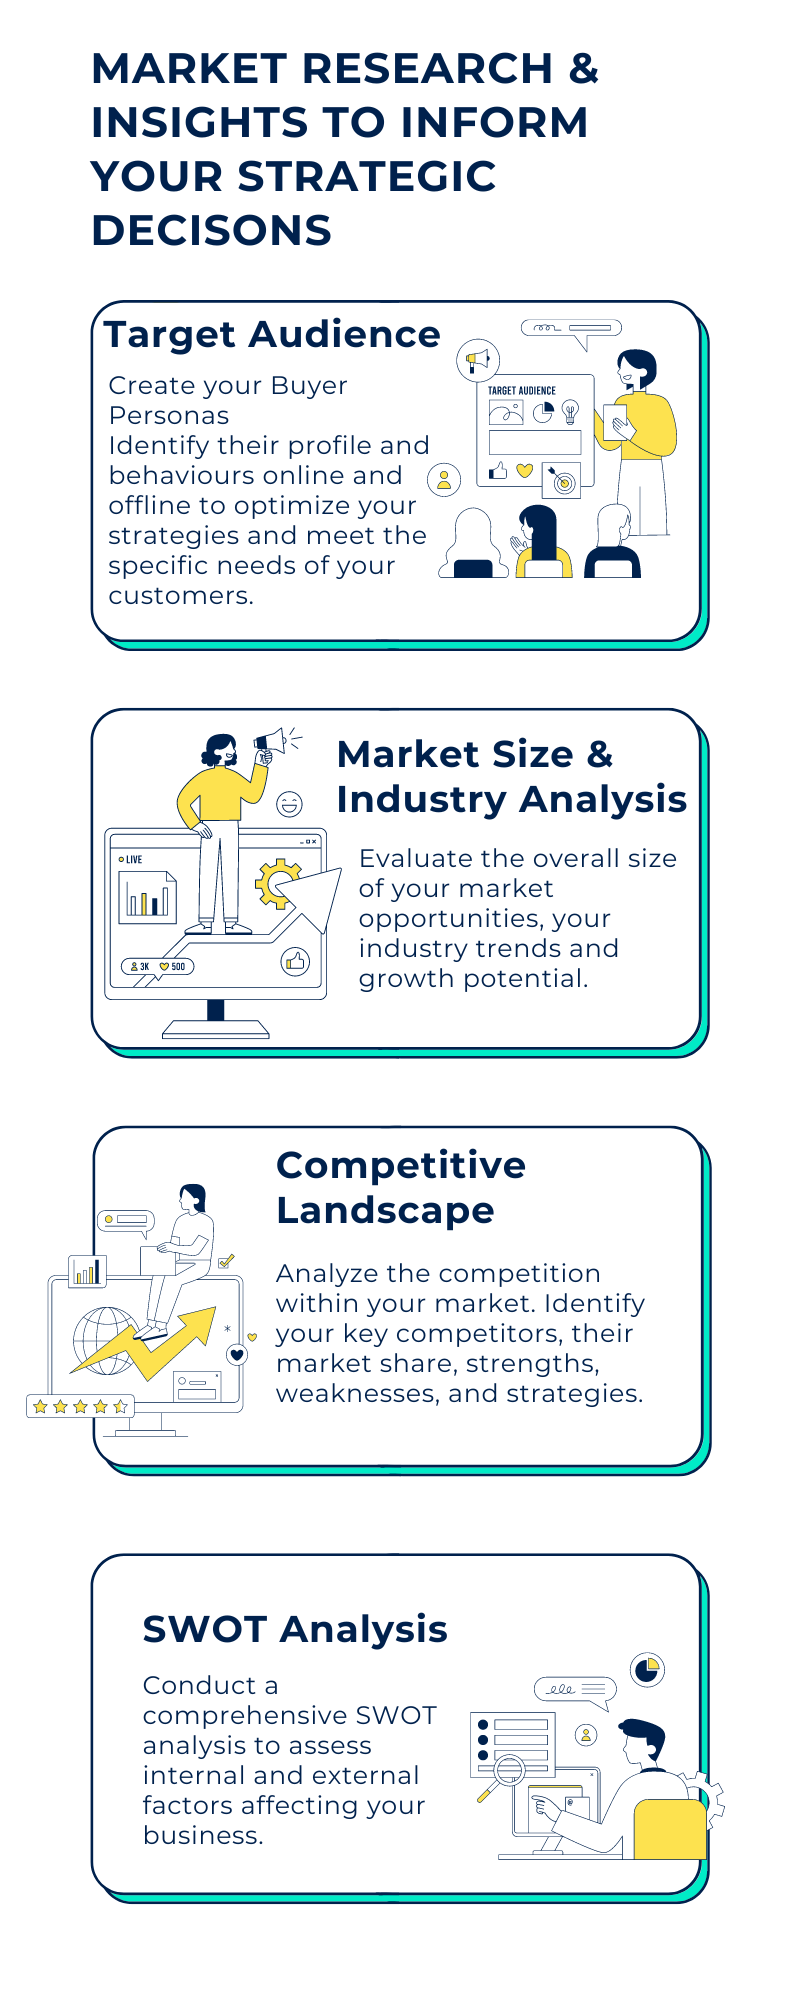 MARKET RESEARCH &
INSIGHTS TO INFORM
YOUR STRATEGIC
DECISONS
Target Audience
Create your Buyer
Personas
Identify their profile and
behaviours online and
offline to optimize your
strategies and meet the
specific needs of your
customers.
TARGET AUDIENCE
Market Size &
Industry Analysis
Evaluate the overall size
of your market
opportunities, your
industry trends and
growth potential.
LIVE
3K 500
Competitive
Landscape
Analyze the competition
within your market. Identify
your key competitors, their
market share, strengths,
weaknesses, and strategies.
SWOT Analysis
Conduct a
comprehensive SWOT
analysis to assess
internal and external
factors affecting your
business.